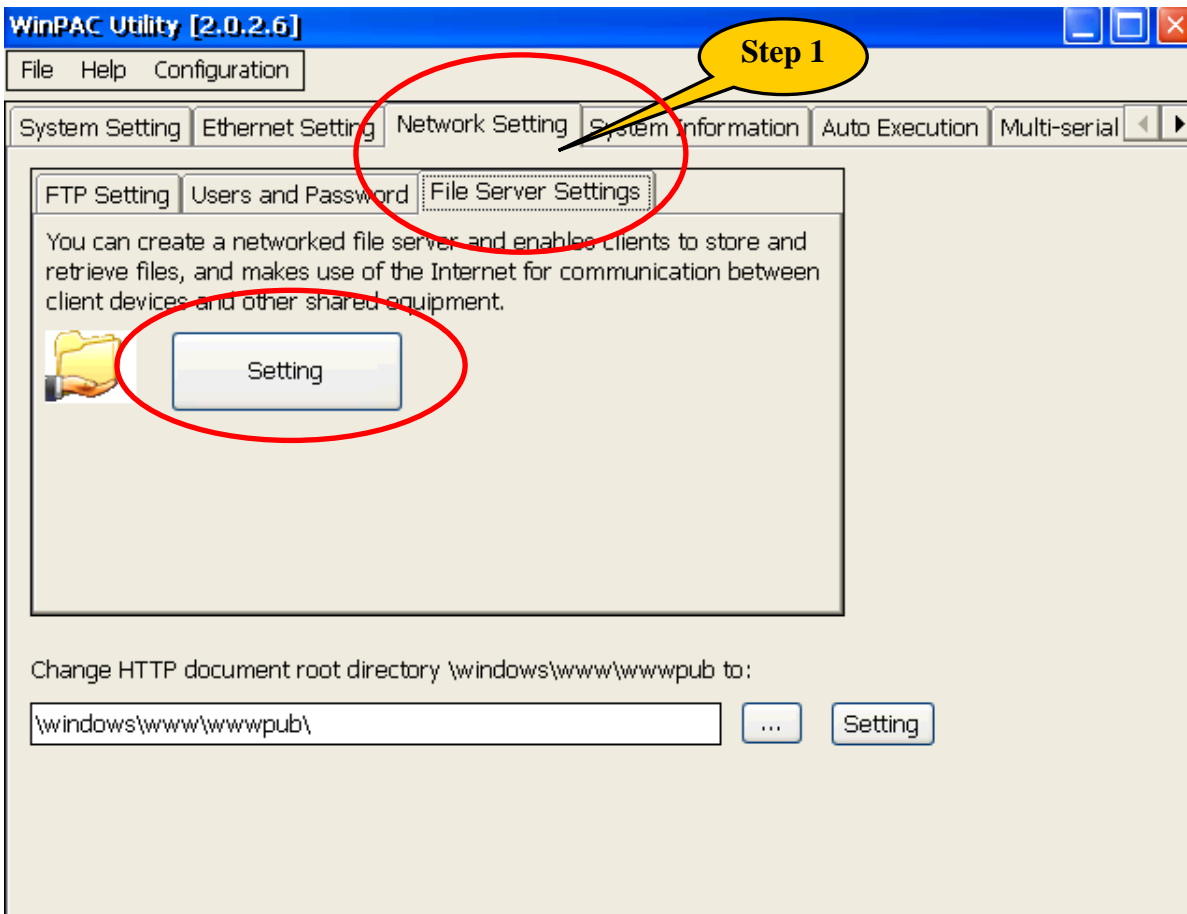 WinPAC Utility [2.0.2.6]
Step 1
File Help Configuration
System Setting Ethernet Setting Network Setting System Information Auto Execution Multi-serial
FTP Setting Users and Password File Server Settings
You can create a networked file server and enables clients to store and
retrieve files, and makes use of the Internet for communication between
client devices and other shared equipment.
Setting
Change HTTP document root directory \windows\www\wwwpub to:
\windows\www\wwwpub\ ... Setting